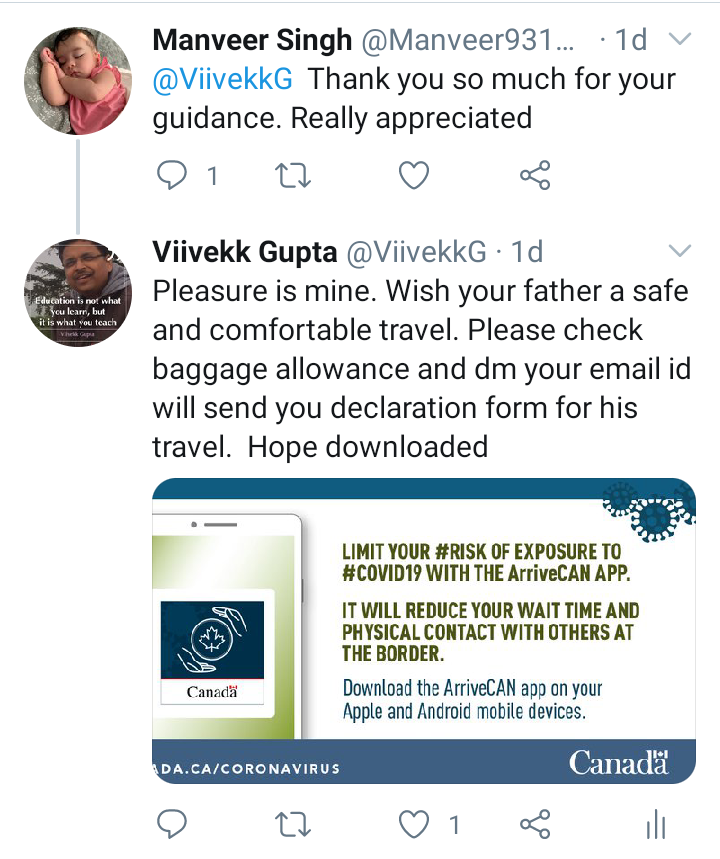 Manveer Singh @Manveer931... · 1d
@ViivekkG Thank you so much for your
guidance. Really appreciated
1
Viivekk Gupta @ViivekkG · 1d
Education is not what
you learn, but
it is what you teach
Viivekk Gupta
Pleasure is mine. Wish your father a safe
and comfortable travel. Please check
baggage allowance and dm your email id
will send you declaration form for his
travel. Hope downloaded
LIMIT YOUR #RISK OF EXPOSURE TO
#COVID19 WITH THE ArriveCAN APP.
IT WILL REDUCE YOUR WAIT TIME AND
PHYSICAL CONTACT WITH OTHERS AT
THE BORDER.
Canada
Download the ArriveCAN app on your
Apple and Android mobile devices.
ADA.CA/CORONAVIRUS
Canada
1